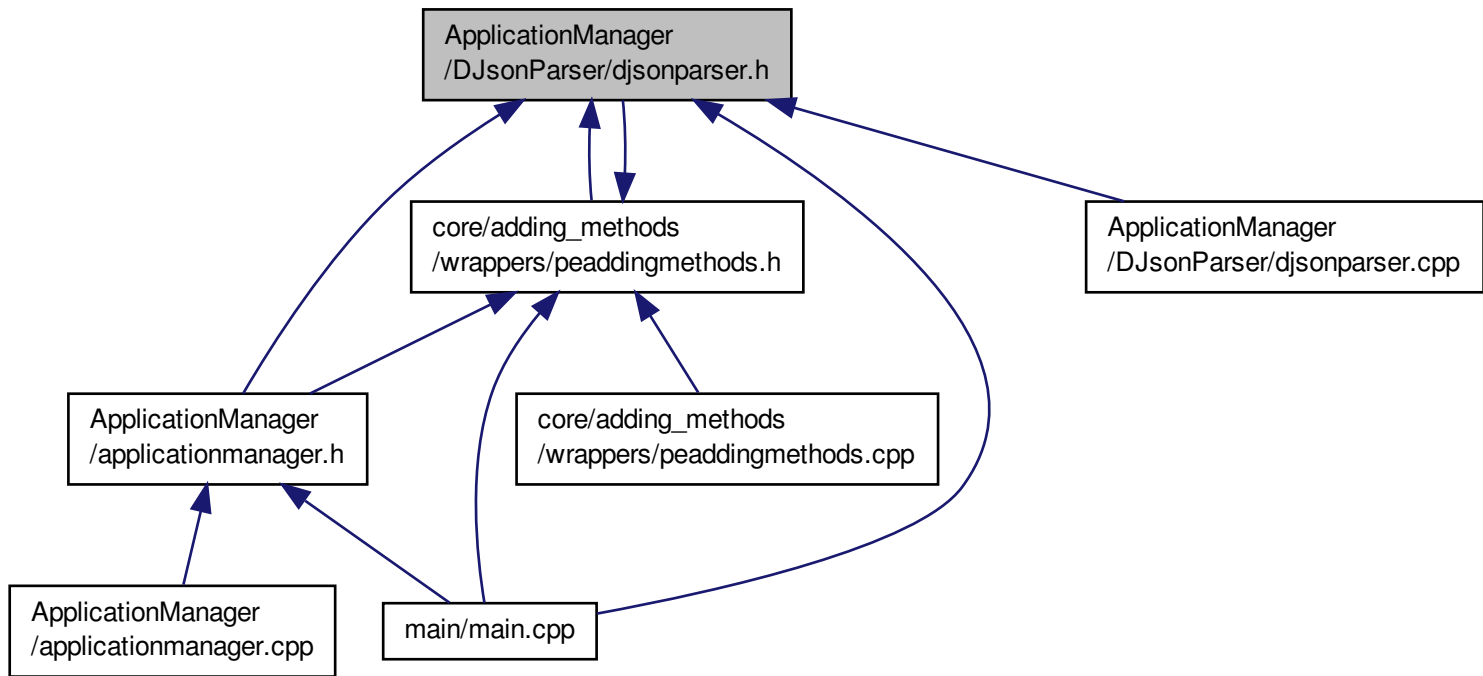 ApplicationManager
/DJsonParser/djsonparser.h
core/adding_methods
/wrappers/peaddingmethods.h
ApplicationManager
/DJsonParser/djsonparser.cpp
ApplicationManager
/applicationmanager.h
core/adding_methods
/wrappers/peaddingmethods.cpp
ApplicationManager
/applicationmanager.cpp
main/main.cpp